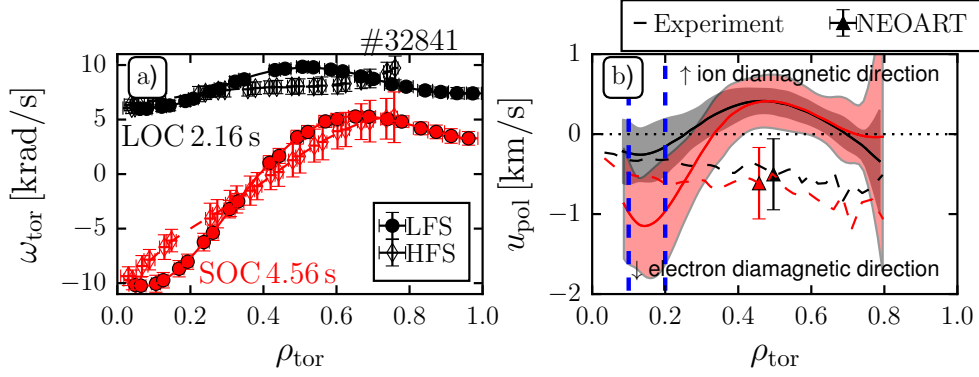 Experiment NEOART
#32841
a)
LOC 2.16 s
SOC 4.56 s
LFS
HFS
10
5
0
−5
−10
ω_tor [krad/s]
0.0 0.2 0.4 0.6 0.8 1.0
ρ_tor
b)
↑ ion diamagnetic direction
↓ electron diamagnetic direction
1
0
−1
−2
u_pol [km/s]
0.0 0.2 0.4 0.6 0.8 1.0
ρ_tor